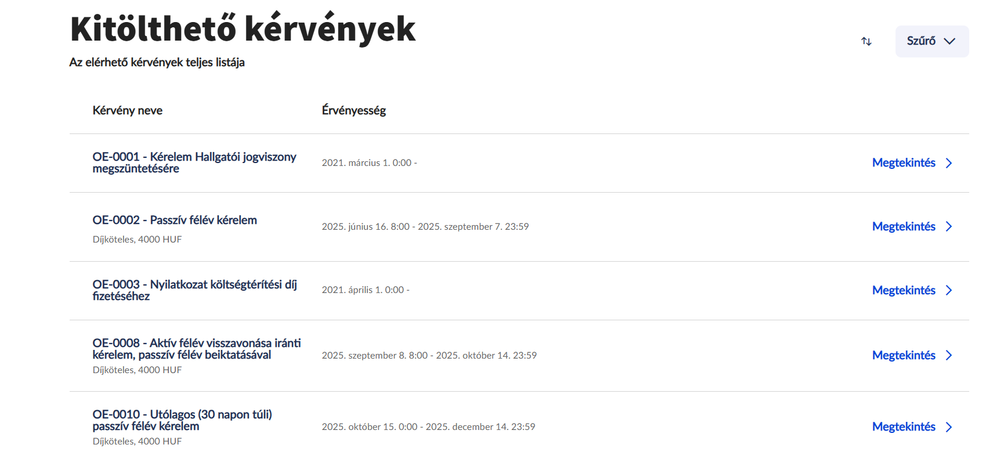 Kitölthető kérvények
Szűrő
Az elérhető kérvények teljes listája
Kérvény neve
Érvényesség
OE-0001 - Kérelem Hallgatói jogviszony
megszüntetésére
2021. március 1. 0:00 -
Megtekintés
OE-0002 - Passzív félév kérelem
Díjköteles, 4000 HUF
2025. június 16. 8:00 - 2025. szeptember 7. 23:59
Megtekintés
OE-0003 - Nyilatkozat költségtérítési díj
fizetéséhez
2021. április 1. 0:00 -
Megtekintés
OE-0008 - Aktív félév visszavonása iránti
kérelem, passzív félév beiktatásával
Díjköteles, 4000 HUF
2025. szeptember 8. 8:00 - 2025. október 14. 23:59
Megtekintés
OE-0010 - Utólagos (30 napon túli)
passzív félév kérelem
Díjköteles, 4000 HUF
2025. október 15. 0:00 - 2025. december 14. 23:59
Megtekintés